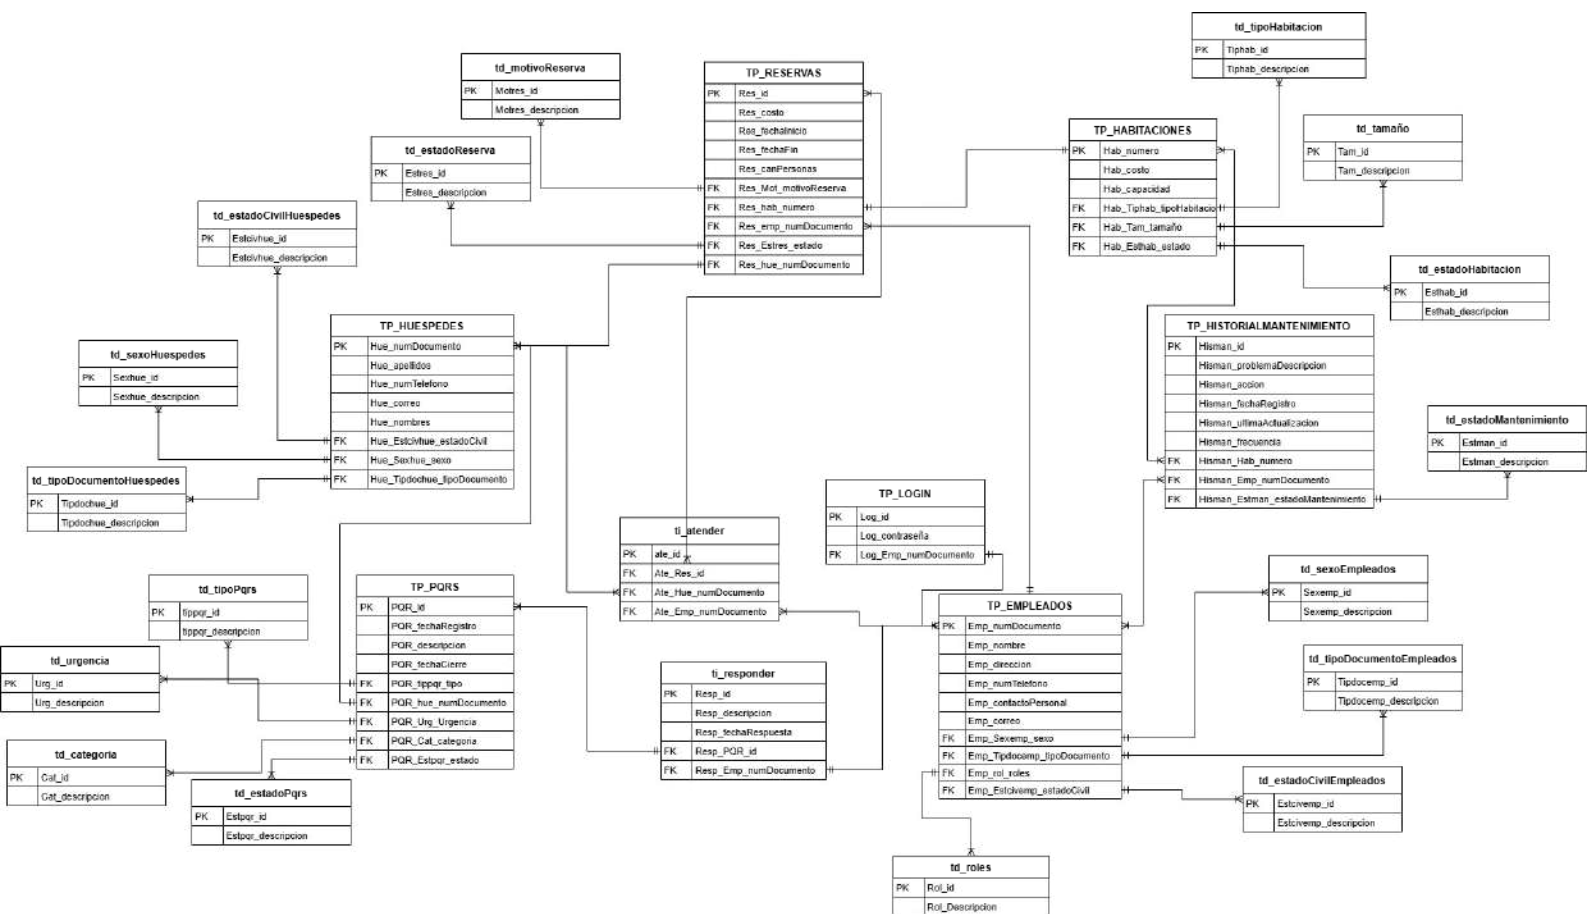 td_tipoHabitacion
PK Tiphab_id
Tiphab_descripcion
td_motivoReserva
PK Motres_id
Motres_descripcion
TP_RESERVAS
PK Res_id
Res_costo
Res_fechaInicio
Res_fechaFin
Res_canPersonas
FK Res_Mot_motivoReserva
FK Res_hab_numero
FK Res_emp_numDocumento
FK Res_Estres_estado
FK Res_hue_numDocumento
TP_HABITACIONES
PK Hab_numero
Hab_costo
Hab_capacidad
FK Hab_Tiphab_tipoHabitacio
FK Hab_Tam_tamaño
FK Hab_Esthab_estado
td_tamaño
PK Tam_id
Tam_descripcion
td_estadoReserva
PK Estres_id
Estres_descripcion
td_estadoCivilHuespedes
PK Estcivhue_id
Estcivhue_descripcion
td_estadoHabitacion
PK Esthab_id
Esthab_descripcion
TP_HUESPEDES
PK Hue_numDocumento
Hue_apellidos
Hue_numTelefono
Hue_correo
Hue_nombres
FK Hue_Estcivhue_estadoCivil
FK Hue_Sexhue_sexo
FK Hue_Tipdochue_tipoDocumento
TP_HISTORIALMANTENIMIENTO
PK Hisman_id
Hisman_problemaDescripcion
Hisman_accion
Hisman_fechaRegistro
Hisman_ultimaActualizacion
Hisman_frecuencia
FK Hisman_Hab_numero
FK Hisman_Emp_numDocumento
FK Hisman_Estman_estadoMantenimiento
td_sexoHuespedes
PK Sexhue_id
Sexhue_descripcion
td_estadoMantenimiento
PK Estman_id
Estman_descripcion
td_tipoDocumentoHuespedes
PK Tipdochue_id
Tipdochue_descripcion
TP_LOGIN
PK Log_id
Log_contraseña
FK Log_Emp_numDocumento
ti_atender
PK ate_id
FK Ate_Res_id
FK Ate_Hue_numDocumento
FK Ate_Emp_numDocumento
td_tipoPqrs
PK tippqr_id
tippqr_descripcion
TP_PQRS
PK PQR_id
PQR_fechaRegistro
PQR_descripcion
PQR_fechaCierre
FK PQR_tippqr_tipo
FK PQR_hue_numDocumento
FK PQR_Urg_Urgencia
FK PQR_Cat_categoria
FK PQR_Estpqr_estado
TP_EMPLEADOS
PK Emp_numDocumento
Emp_nombre
Emp_direccion
Emp_numTelefono
Emp_contactoPersonal
Emp_correo
FK Emp_Sexemp_sexo
FK Emp_Tipdocemp_tipoDocumento
FK Emp_rol_roles
FK Emp_Estcivemp_estadoCivil
td_sexoEmpleados
PK Sexemp_id
Sexemp_descripcion
td_urgencia
PK Urg_id
Urg_descripcion
ti_responder
PK Resp_id
Resp_descripcion
Resp_fechaRespuesta
FK Resp_PQR_id
FK Resp_Emp_numDocumento
td_tipoDocumentoEmpleados
PK Tipdocemp_id
Tipdocemp_descripcion
td_categoria
PK Cat_id
Cat_descripcion
td_estadoPqrs
PK Estpqr_id
Estpqr_descripcion
td_estadoCivilEmpleados
PK Estcivemp_id
Estcivemp_descripcion
td_roles
PK Rol_id
Rol_Descripcion